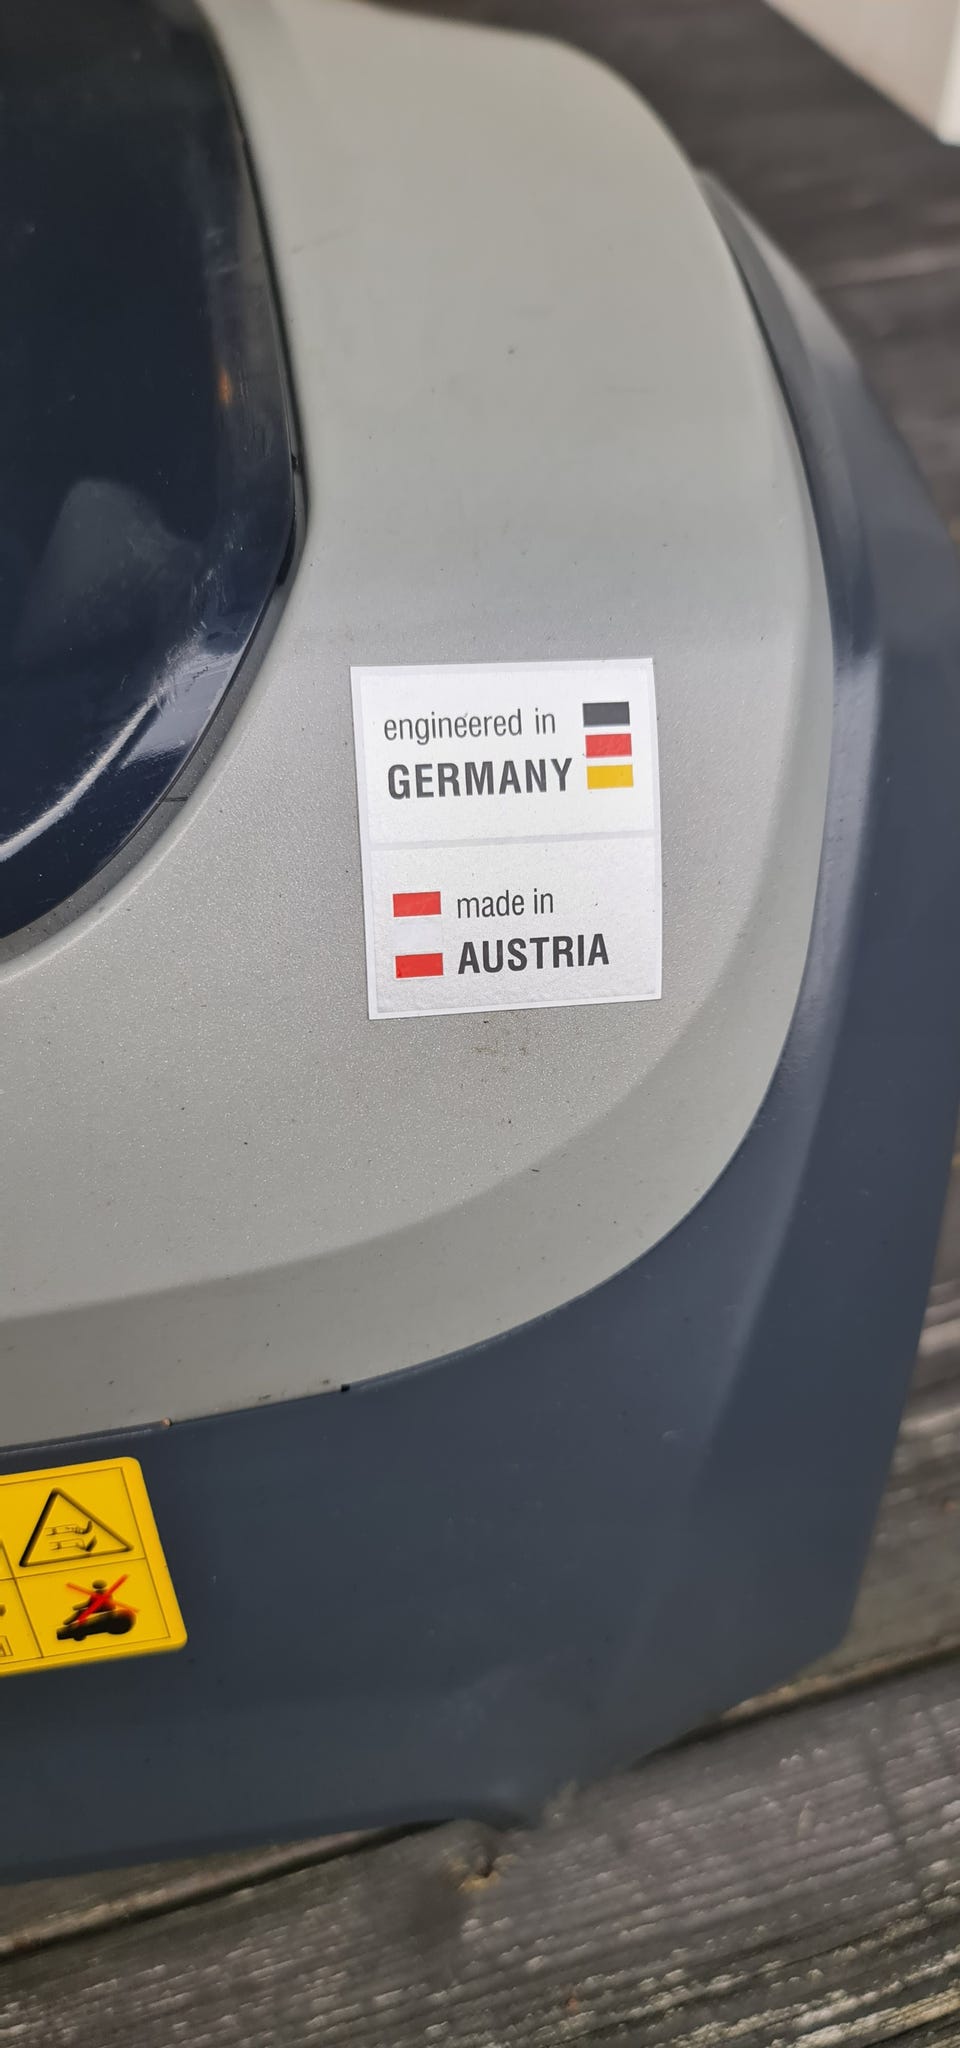 engineered in
GERMANY
made in
AUSTRIA